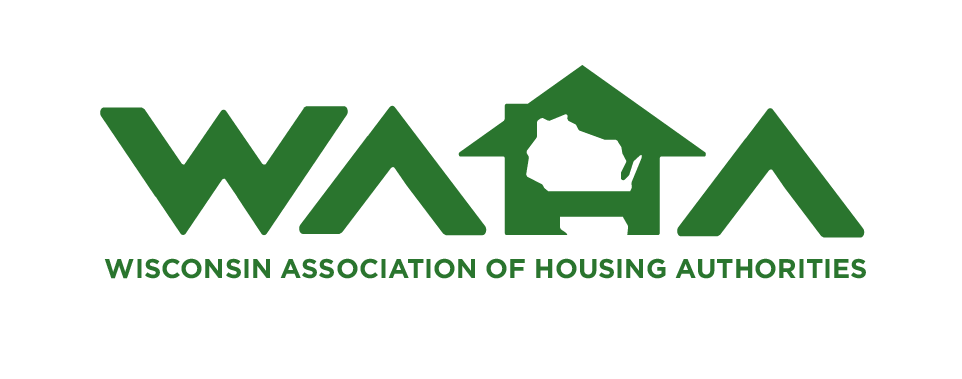 WAHA
WISCONSIN ASSOCIATION OF HOUSING AUTHORITIES